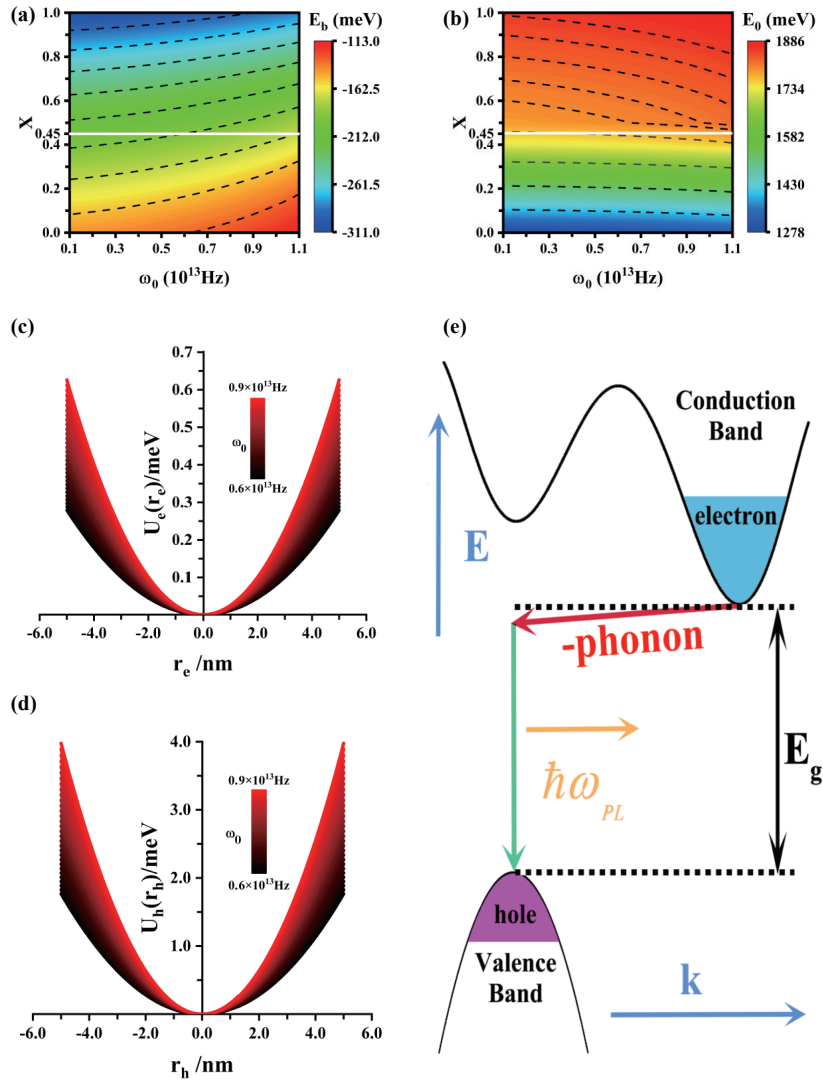 (a)
E_b (meV)
1.0
0.8
0.6
0.45
0.4
0.2
0.0
X
0.1 0.3 0.5 0.7 0.9 1.1
ω_0 (10^13Hz)
-113.0
-162.5
-212.0
-261.5
-311.0
(b)
E_0 (meV)
1.0
0.8
0.6
0.45
0.4
0.2
0.0
X
0.1 0.3 0.5 0.7 0.9 1.1
ω_0 (10^13Hz)
1886
1734
1582
1430
1278
(c)
0.7
0.6
0.5
0.4
0.3
0.2
0.1
U_e(r_e)/meV
0.9×10^13Hz
ω_0
0.6×10^13Hz
-6.0 -4.0 -2.0 0.0 2.0 4.0 6.0
r_e /nm
(d)
4.0
3.0
2.0
1.0
U_h(r_h)/meV
0.9×10^13Hz
ω_0
0.6×10^13Hz
-6.0 -4.0 -2.0 0.0 2.0 4.0 6.0
r_h /nm
(e)
Conduction
Band
electron
E
-phonon
E_g
ħω_PL
hole
Valence
Band
k